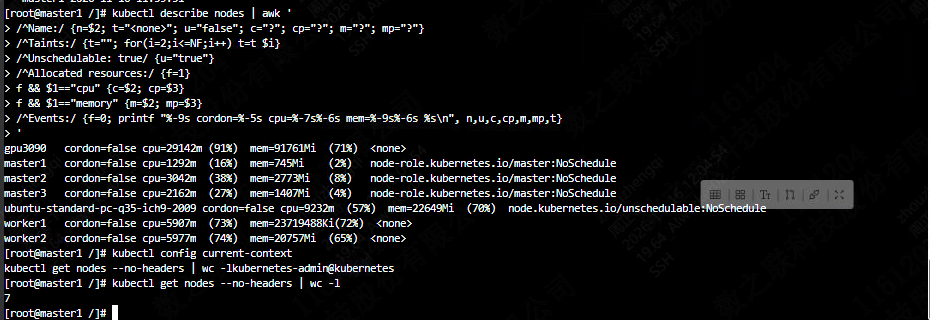 [root@master1 /]# kubectl describe nodes | awk '
> /^Name:/ {n=$2; t="<none>"; u="false"; c="?"; cp="?"; m="?"; mp="?"}
> /^Taints:/ {t=""; for(i=2;i<=NF;i++) t=t $i}
> /^Unschedulable: true/ {u="true"}
> /^Allocated resources:/ {f=1}
> f && $1=="cpu" {c=$2; cp=$3}
> f && $1=="memory" {m=$2; mp=$3}
> /^Events:/ {f=0; printf "%-9s cordon=%-5s cpu=%-7s%-6s mem=%-9s%-6s %s\n", n,u,c,cp,m,mp,t}
> '
gpu3090   cordon=false cpu=29142m (91%)  mem=91761Mi  (71%)  <none>
master1   cordon=false cpu=1292m  (16%)  mem=745Mi    (2%)   node-role.kubernetes.io/master:NoSchedule
master2   cordon=false cpu=3042m  (38%)  mem=2773Mi   (8%)   node-role.kubernetes.io/master:NoSchedule
master3   cordon=false cpu=2162m  (27%)  mem=1407Mi   (4%)   node-role.kubernetes.io/master:NoSchedule
ubuntu-standard-pc-q35-ich9-2009 cordon=false cpu=9232m  (57%)  mem=22649Mi  (70%)  node.kubernetes.io/unschedulable:NoSchedule
worker1   cordon=false cpu=5907m  (73%)  mem=23719488Ki(72%)  <none>
worker2   cordon=false cpu=5977m  (74%)  mem=20757Mi  (65%)  <none>
[root@master1 /]# kubectl config current-context
kubectl get nodes --no-headers | wc -lkubernetes-admin@kubernetes
[root@master1 /]# kubectl get nodes --no-headers | wc -l
7
[root@master1 /]#